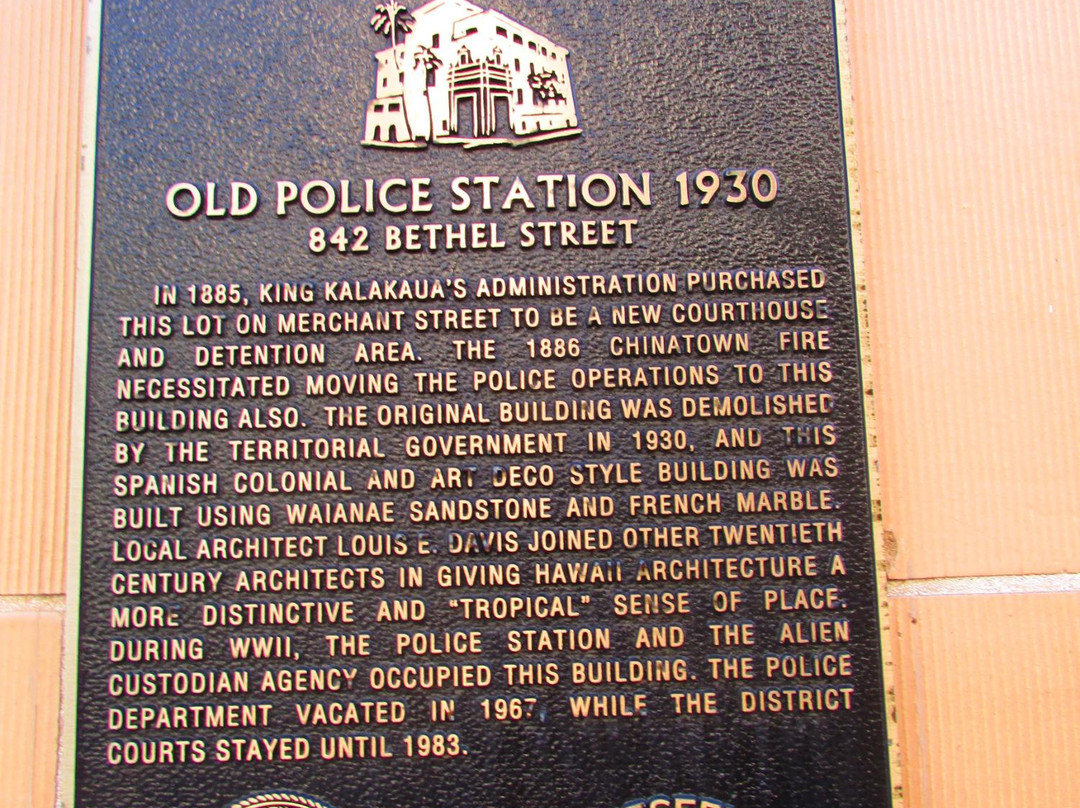 OLD POLICE STATION 1930
842 BETHEL STREET
IN 1885, KING KALAKAUA'S ADMINISTRATION PURCHASED
THIS LOT ON MERCHANT STREET TO BE A NEW COURTHOUSE
AND DETENTION AREA. THE 1886 CHINATOWN FIRE
NECESSITATED MOVING THE POLICE OPERATIONS TO THIS
BUILDING ALSO. THE ORIGINAL BUILDING WAS DEMOLISHED
BY THE TERRITORIAL GOVERNMENT IN 1930, AND THIS
SPANISH COLONIAL AND ART DECO STYLE BUILDING WAS
BUILT USING WAIANAE SANDSTONE AND FRENCH MARBLE.
LOCAL ARCHITECT LOUIS E. DAVIS JOINED OTHER TWENTIETH
CENTURY ARCHITECTS IN GIVING HAWAII ARCHITECTURE A
MORE DISTINCTIVE AND "TROPICAL" SENSE OF PLACE.
DURING WWII, THE POLICE STATION AND THE ALIEN
CUSTODIAN AGENCY OCCUPIED THIS BUILDING. THE POLICE
DEPARTMENT VACATED IN 1967, WHILE THE DISTRICT
COURTS STAYED UNTIL 1983.